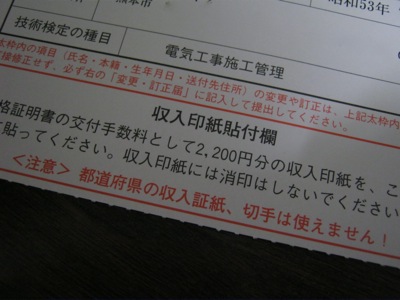 熊本市
昭和53年
技術検定の種目
電気工事施工管理
太枠内の項目(氏名・本籍・生年月日・送付先住所)の変更や訂正は、上記太枠内
接修正せず、必ず右の「変更・訂正届」に記入して提出してください。
収入印紙貼付欄
格証明書の交付手数料として2,200円分の収入印紙を、こ
貼ってください。収入印紙には消印はしないでください
<注意> 都道府県の収入証紙、切手は使えません!